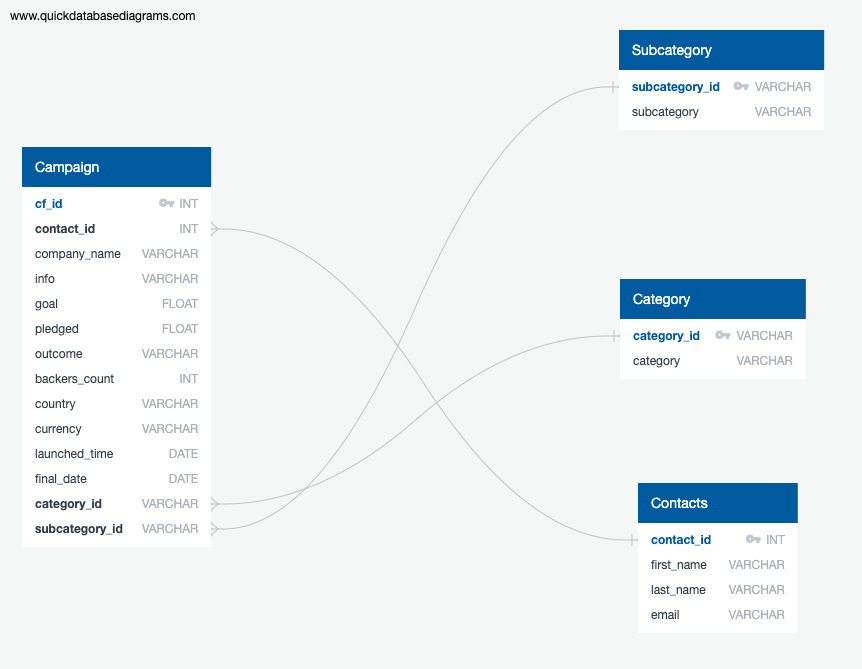 www.quickdatabasediagrams.com
Campaign
cf_id INT
contact_id INT
company_name VARCHAR
info VARCHAR
goal FLOAT
pledged FLOAT
outcome VARCHAR
backers_count INT
country VARCHAR
currency VARCHAR
launched_time DATE
final_date DATE
category_id VARCHAR
subcategory_id VARCHAR
Subcategory
subcategory_id VARCHAR
subcategory VARCHAR
Category
category_id VARCHAR
category VARCHAR
Contacts
contact_id INT
first_name VARCHAR
last_name VARCHAR
email VARCHAR